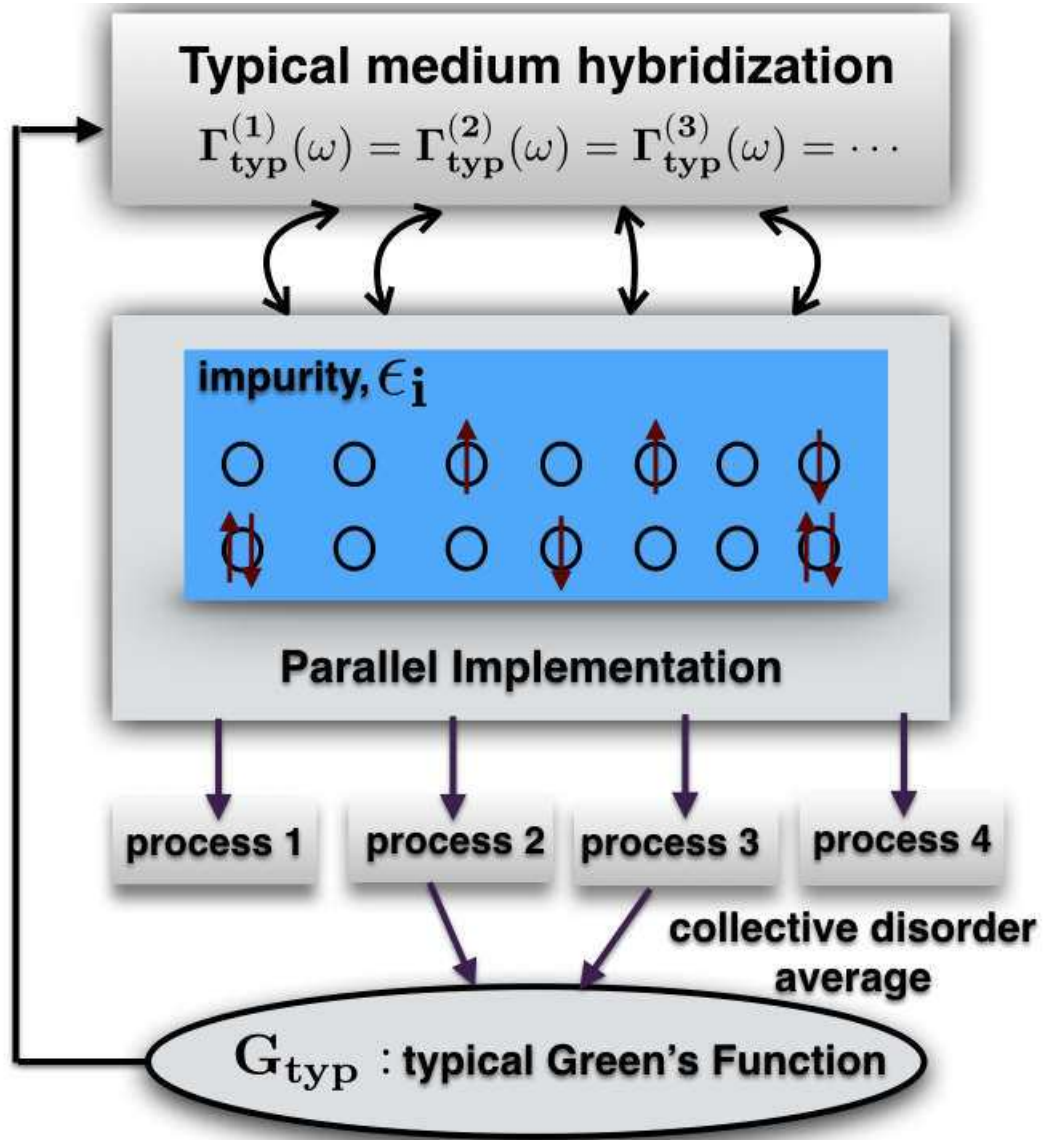 Typical medium hybridization
Γ_typ^(1)(ω) = Γ_typ^(2)(ω) = Γ_typ^(3)(ω) = ⋯
impurity, ϵ_i
Parallel Implementation
process 1 process 2 process 3 process 4
collective disorder
average
G_typ : typical Green's Function